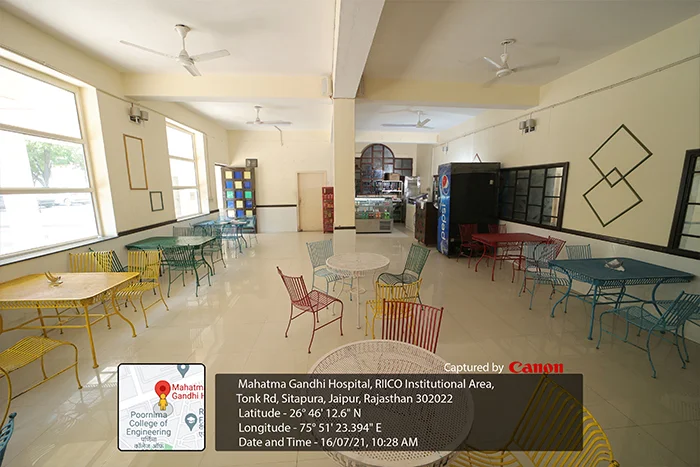 pepsi
Captured by Canon
Mahatma
Gandhi H
Poornima
College of
Engineering
पूर्णिमा
कॉलेज ऑफ
Mahatma Gandhi Hospital, RIICO Institutional Area,
Tonk Rd, Sitapura, Jaipur, Rajasthan 302022
Latitude - 26° 46' 12.6" N
Longitude - 75° 51' 23.394" E
Date and Time - 16/07/21, 10:28 AM